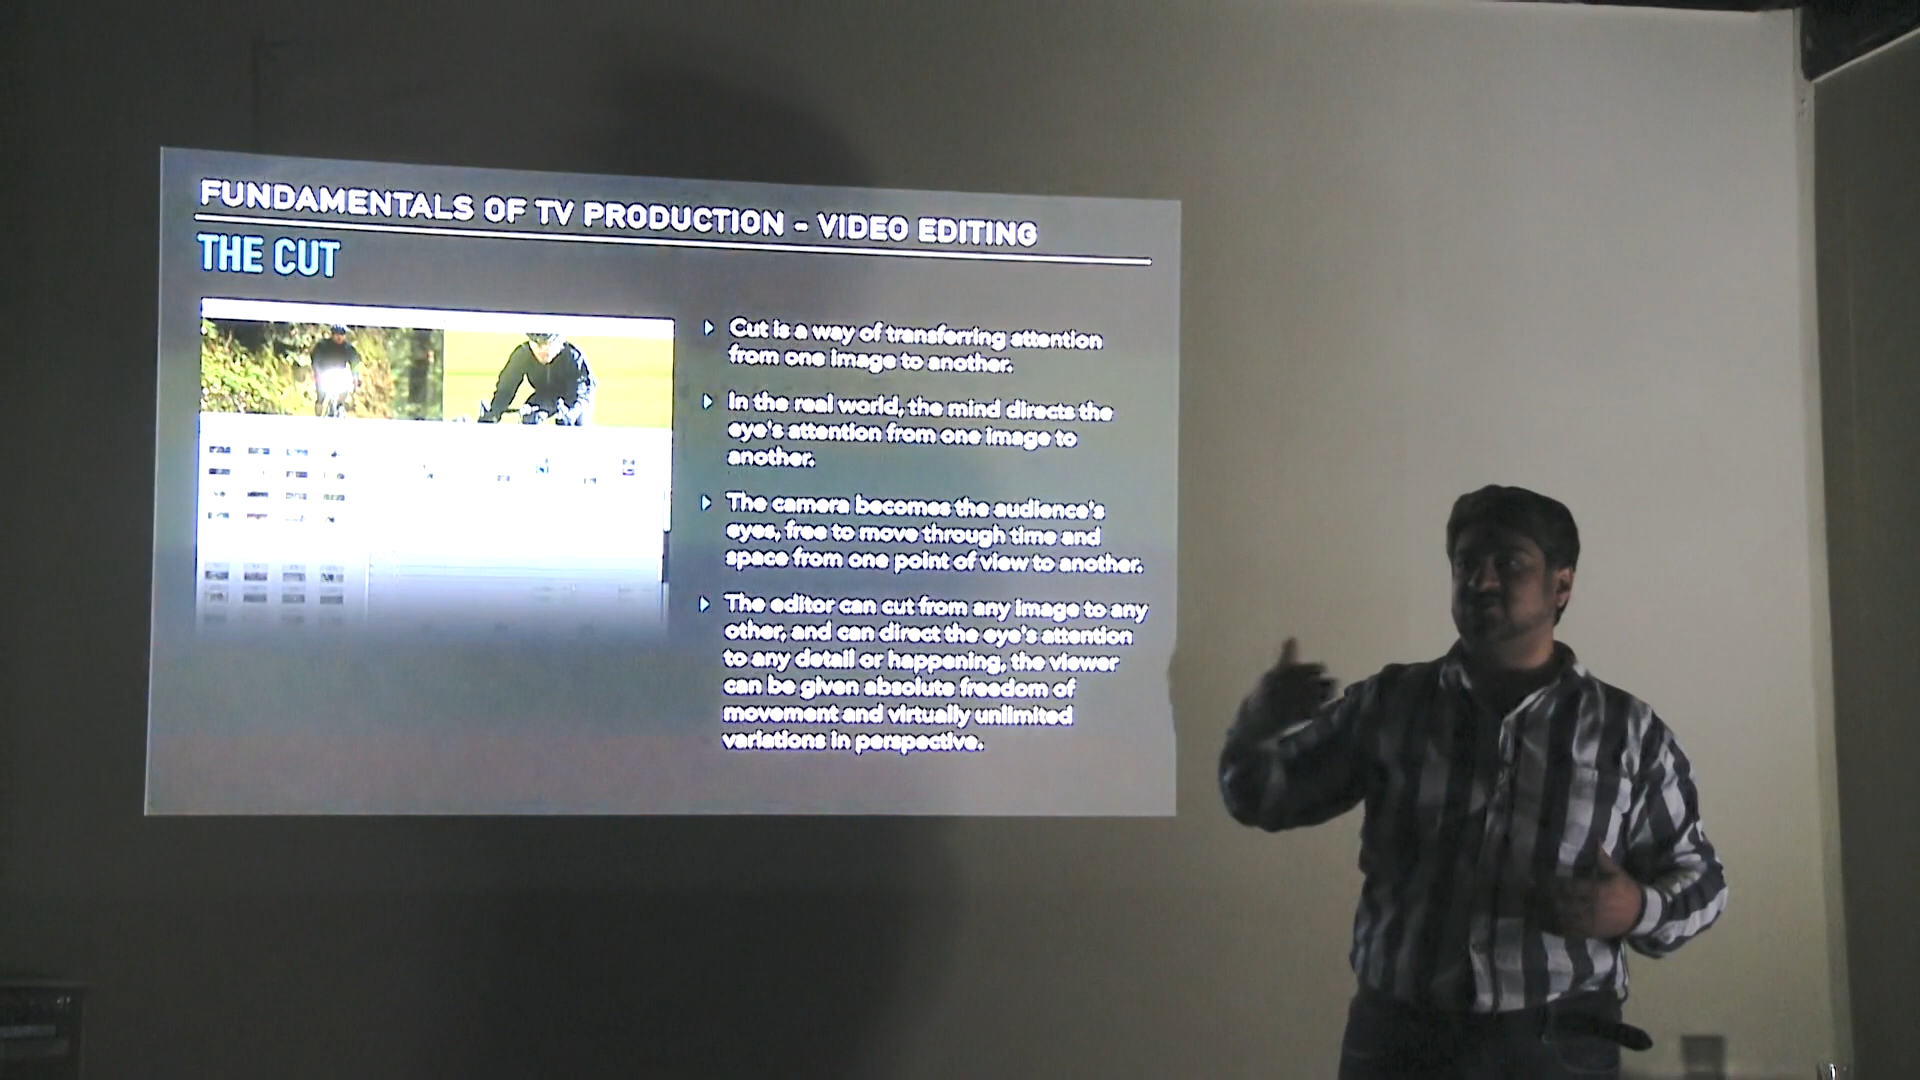 FUNDAMENTALS OF TV PRODUCTION - VIDEO EDITING
THE CUT
Cut is a way of transferring attention
from one image to another.
In the real world, the mind directs the
eye's attention from one image to
another.
The camera becomes the audience's
eyes, free to move through time and
space from one point of view to another.
The editor can cut from any image to any
other, and can direct the eye's attention
to any detail or happening, the viewer
can be given absolute freedom of
movement and virtually unlimited
variations in perspective.